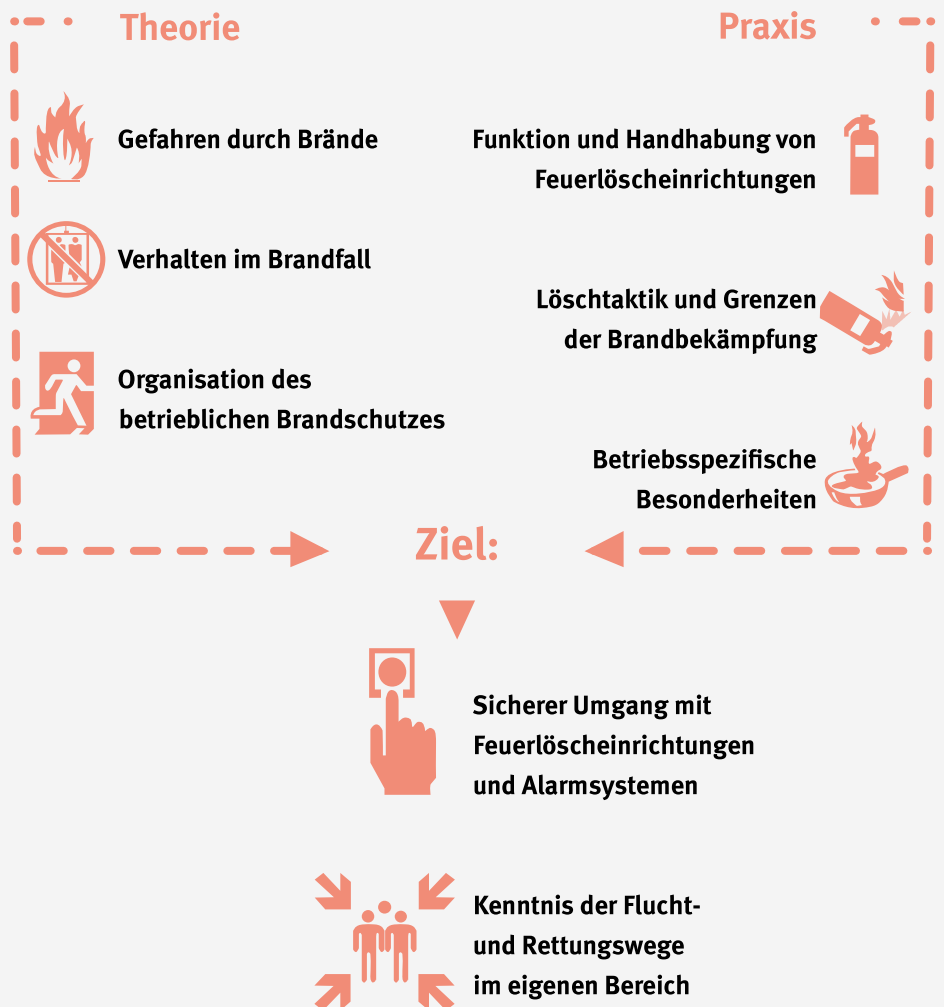 Theorie
Gefahren durch Brände
Verhalten im Brandfall
Organisation des
betrieblichen Brandschutzes
Praxis
Funktion und Handhabung von
Feuerlöscheinrichtungen
Löschtaktik und Grenzen
der Brandbekämpfung
Betriebsspezifische
Besonderheiten
Ziel:
Sicherer Umgang mit
Feuerlöscheinrichtungen
und Alarmsystemen
Kenntnis der Flucht-
und Rettungswege
im eigenen Bereich